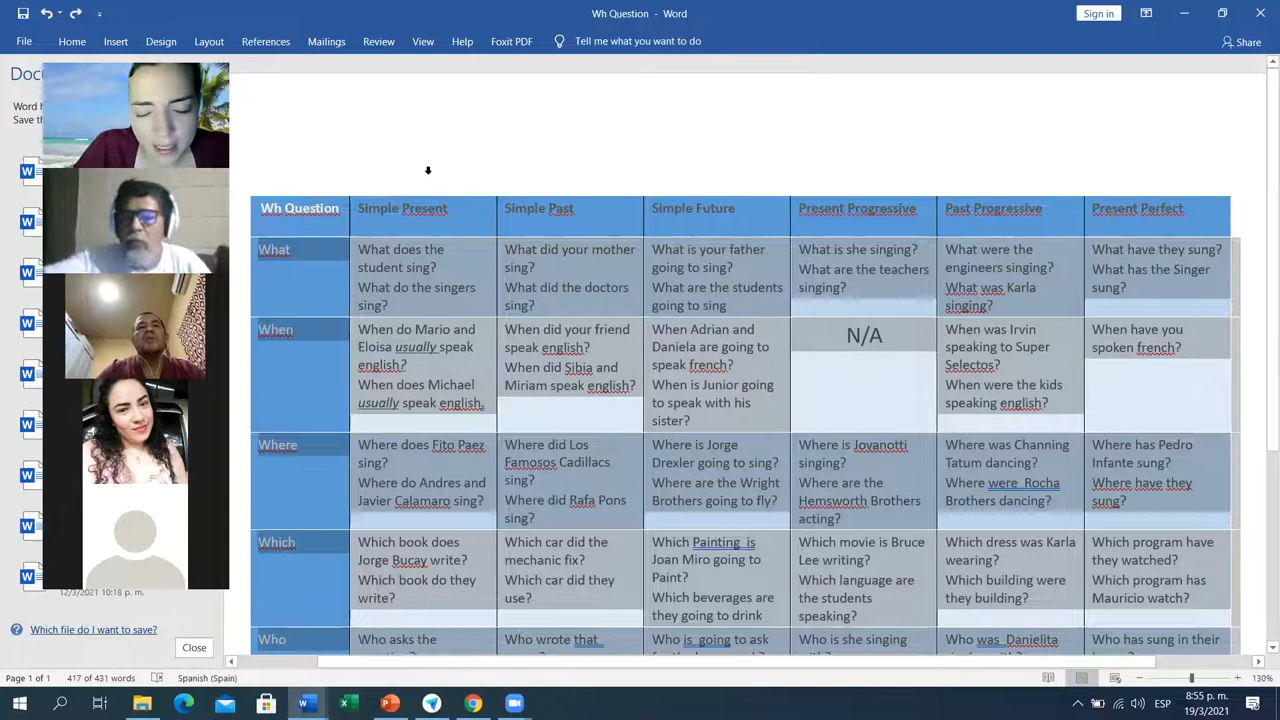 Wh Question - Word
Sign in
File Home Insert Design Layout References Mailings Review View Help Foxit PDF Tell me what you want to do Share
Word
Save
Wh Question Simple Present Simple Past Simple Future Present Progressive Past Progressive Present Perfect
What
What does the
student sing?
What do the singers
sing?
What did your mother
sing?
What did the doctors
sing?
What is your father
going to sing?
What are the students
going to sing
What is she singing?
What are the teachers
singing?
What were the
engineers singing?
What was Karla
singing?
What have they sung?
What has the Singer
sung?
When
When do Mario and
Eloisa usually speak
english?
When does Michael
usually speak english.
When did your friend
speak english?
When did Sibia and
Miriam speak english?
When Adrian and
Daniela are going to
speak french?
When is Junior going
to speak with his
sister?
N/A
When was Irvin
speaking to Super
Selectos?
When were the kids
speaking english?
When have you
spoken french?
Where
Where does Fito Paez
sing?
Where do Andres and
Javier Calamaro sing?
Where did Los
Famosos Cadillacs
sing?
Where did Rafa Pons
sing?
Where is Jorge
Drexler going to sing?
Where are the Wright
Brothers going to fly?
Where is Jovanotti
singing?
Where are the
Hemsworth Brothers
acting?
Where was Channing
Tatum dancing?
Where were Rocha
Brothers dancing?
Where has Pedro
Infante sung?
Where have they
sung?
Which
Which book does
Jorge Bucay write?
Which book do they
write?
Which car did the
mechanic fix?
Which car did they
use?
Which Painting is
Joan Miro going to
Paint?
Which beverages are
they going to drink
Which movie is Bruce
Lee writing?
Which language are
the students
speaking?
Which dress was Karla
wearing?
Which building were
they building?
Which program have
they watched?
Which program has
Mauricio watch?
Who
Who asks the
Who wrote that
Who is going to ask
Who is she singing
Who was Danielita
Who has sung in their
12/3/2021 10:18 p. m.
Which file do I want to save?
Close
Page 1 of 1 417 of 431 words Spanish (Spain) 130%
ESP
8:55 p. m.
19/3/2021